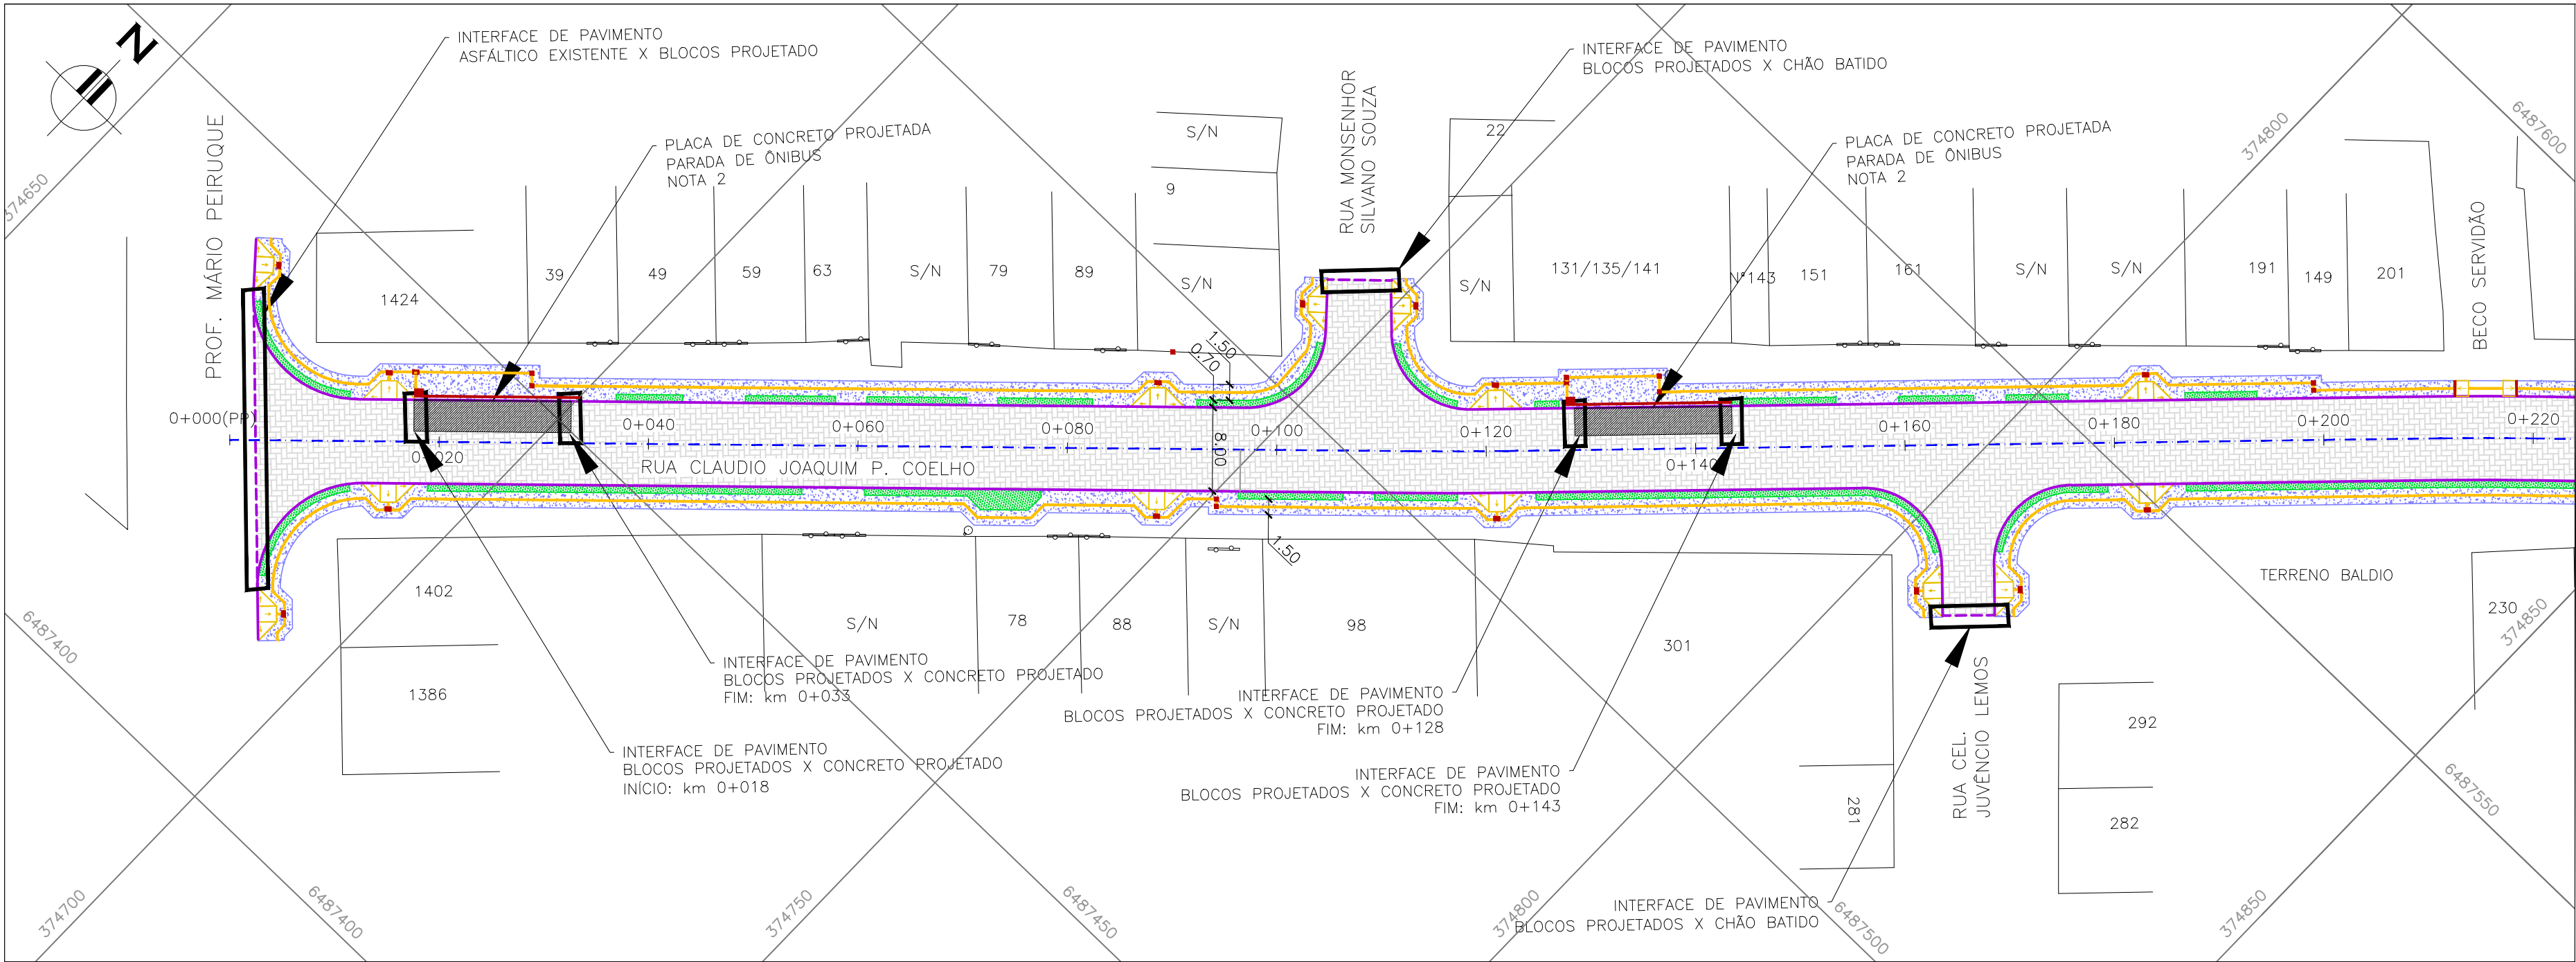 N
INTERFACE DE PAVIMENTO
ASFÁLTICO EXISTENTE X BLOCOS PROJETADO
PLACA DE CONCRETO PROJETADA
PARADA DE ÔNIBUS
NOTA 2
INTERFACE DE PAVIMENTO
BLOCOS PROJETADOS X CHÃO BATIDO
PLACA DE CONCRETO PROJETADA
PARADA DE ÔNIBUS
NOTA 2
374650
374800
6487600
PROF. MÁRIO PEIRUQUE
RUA MONSENHOR
SILVANO SOUZA
BECO SERVIDÃO
1424
39
49
59
63
S/N
79
89
S/N
9
S/N
22
S/N
131/135/141
N°143
151
161
S/N
S/N
191
149
201
1.50
0.70
8.00
1.50
0+000(PP)
0+020
0+040
0+060
0+080
0+100
0+120
0+140
0+160
0+180
0+200
0+220
RUA CLAUDIO JOAQUIM P. COELHO
1402
1386
S/N
78
88
S/N
98
301
281
292
282
TERRENO BALDIO
230
INTERFACE DE PAVIMENTO
BLOCOS PROJETADOS X CONCRETO PROJETADO
FIM: km 0+033
INTERFACE DE PAVIMENTO
BLOCOS PROJETADOS X CONCRETO PROJETADO
INÍCIO: km 0+018
INTERFACE DE PAVIMENTO
BLOCOS PROJETADOS X CONCRETO PROJETADO
FIM: km 0+128
INTERFACE DE PAVIMENTO
BLOCOS PROJETADOS X CONCRETO PROJETADO
FIM: km 0+143
INTERFACE DE PAVIMENTO
BLOCOS PROJETADOS X CHÃO BATIDO
RUA CEL.
JUVÊNCIO LEMOS
6487400
374700
6487400
374750
6487450
374800
6487500
374850
6487550
374850